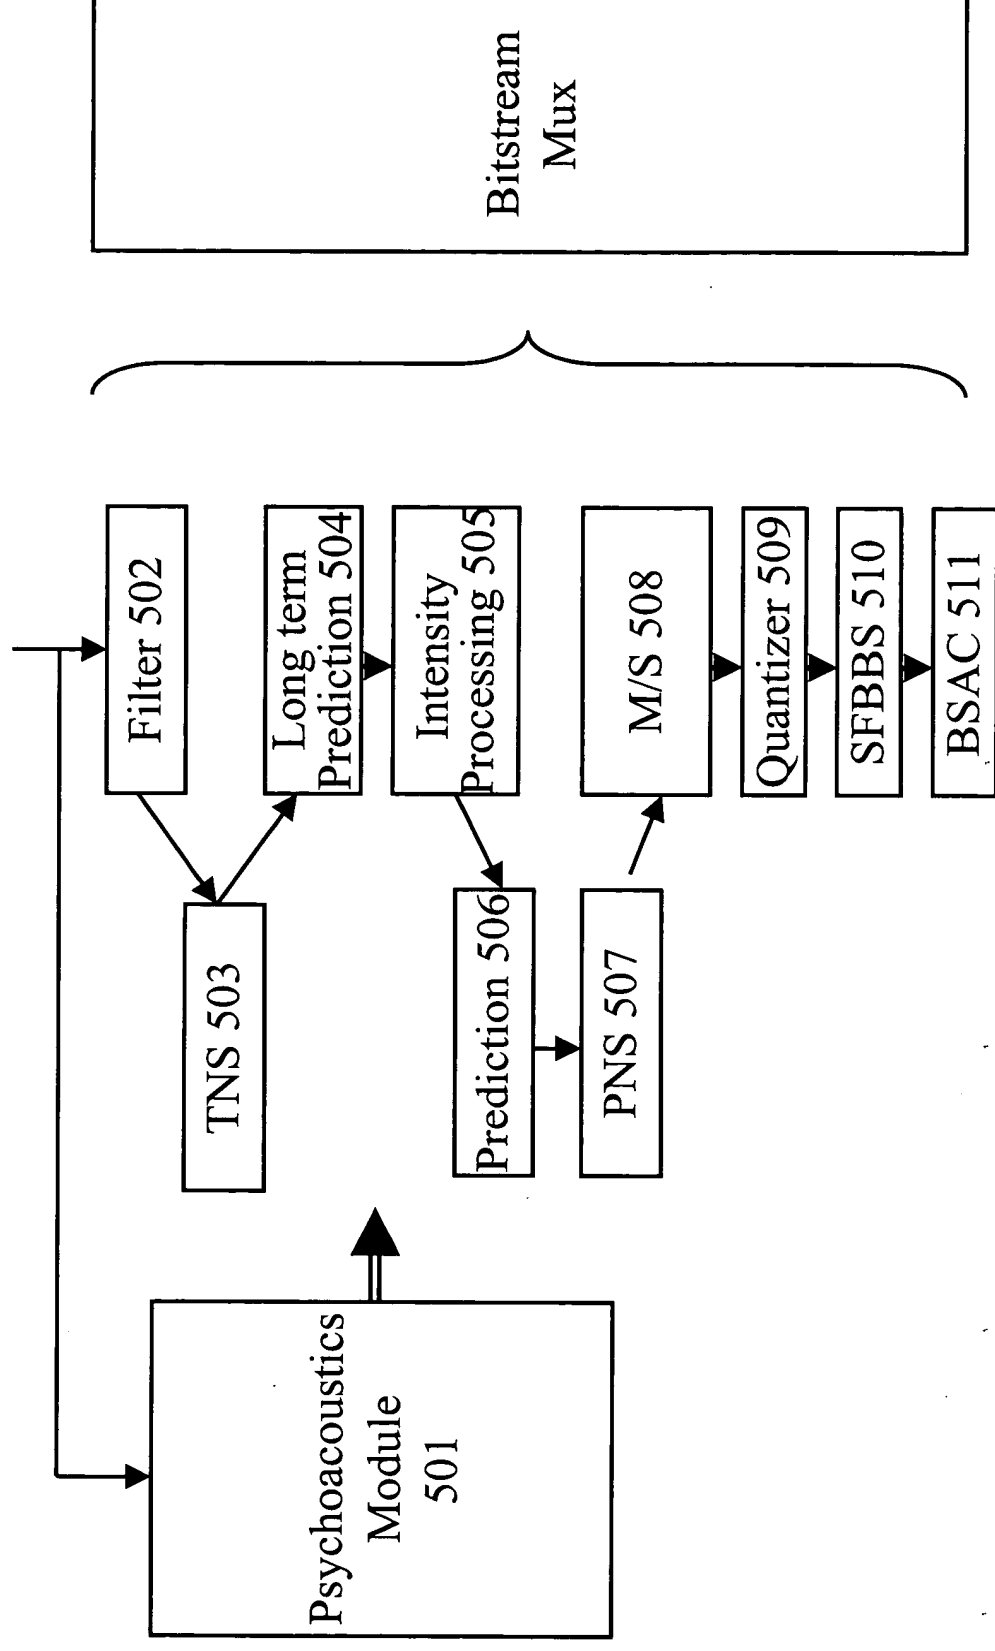 Psychoacoustics
Module
501
Filter 502
TNS 503
Long term
Prediction 504
Intensity
Processing 505
Prediction 506
PNS 507
M/S 508
Quantizer 509
SFBBS 510
BSAC 511
Bitstream
Mux